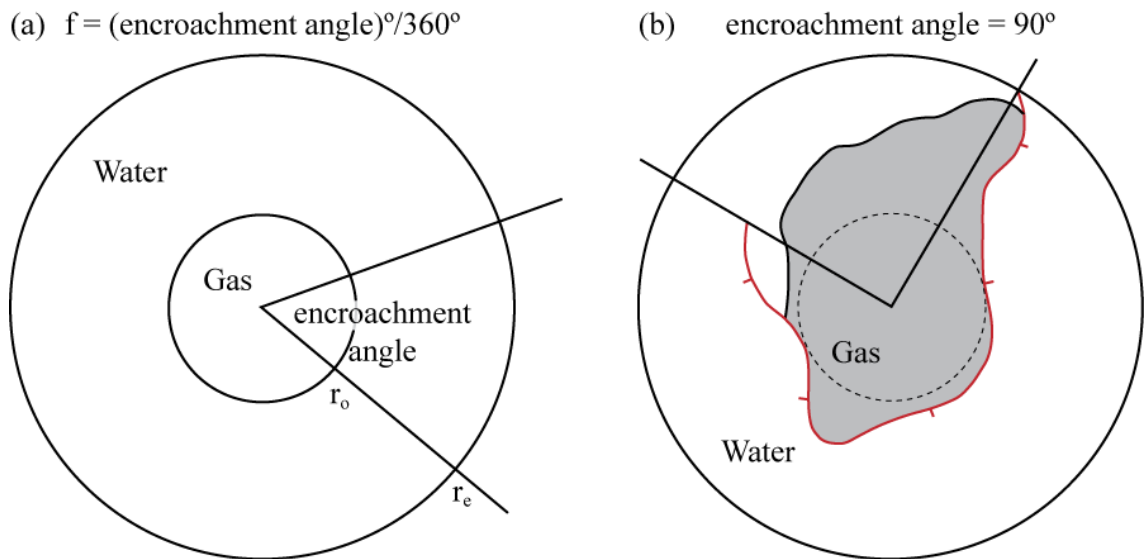 (a) f = (encroachment angle)º/360º
Water
Gas
encroachment
angle
rₒ
rₑ
(b) encroachment angle = 90º
Gas
Water